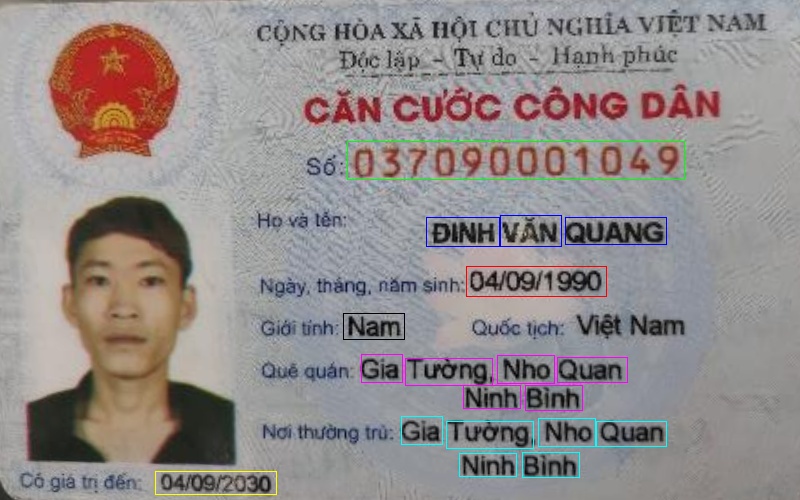 CỘNG HÒA XÃ HỘI CHỦ NGHĨA VIỆT NAM
Độc lập - Tự do - Hạnh phúc
CĂN CƯỚC CÔNG DÂN
Số: 037090001049
Họ và tên: ĐINH VĂN QUANG
Ngày, tháng, năm sinh: 04/09/1990
Giới tính: Nam Quốc tịch: Việt Nam
Quê quán: Gia Tường, Nho Quan
Ninh Bình
Nơi thường trú: Gia Tường, Nho Quan
Ninh Bình
Có giá trị đến: 04/09/2030